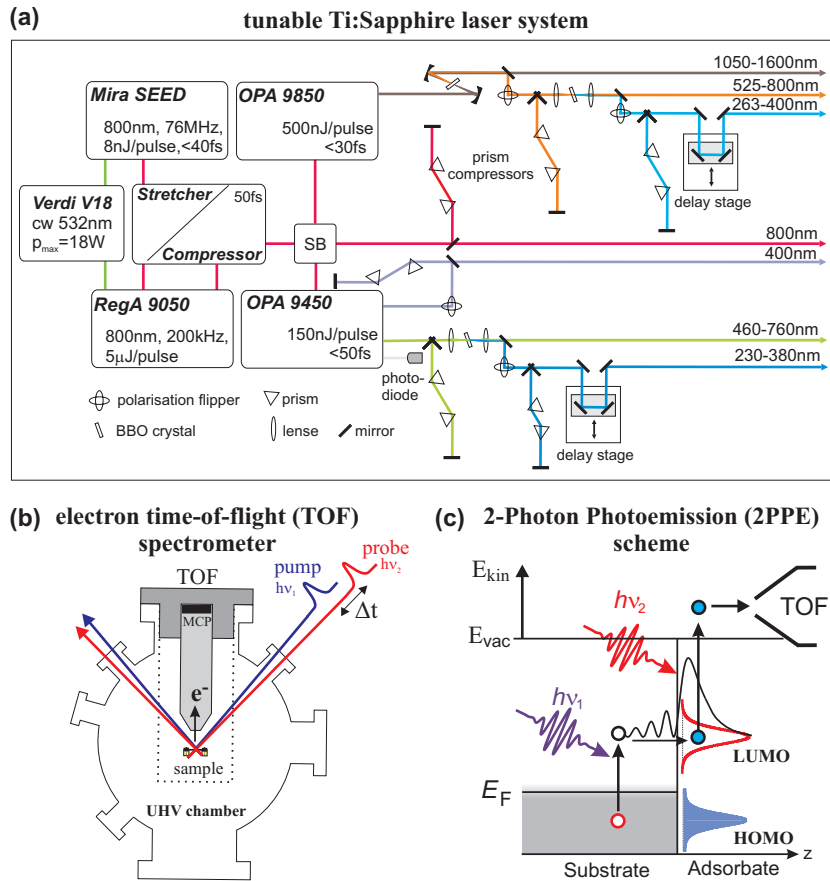 (a)
tunable Ti:Sapphire laser system
Mira SEED
800nm, 76MHz,
8nJ/pulse,<40fs
OPA 9850
500nJ/pulse
<30fs
1050-1600nm
525-800nm
263-400nm
prism
compressors
delay stage
Verdi V18
cw 532nm
pmax=18W
Stretcher
50fs
Compressor
SB
800nm
400nm
RegA 9050
800nm, 200kHz,
5µJ/pulse
OPA 9450
150nJ/pulse
<50fs
460-760nm
230-380nm
photo-
diode
delay stage
polarisation flipper
prism
BBO crystal
lense
mirror
(b) electron time-of-flight (TOF)
spectrometer
TOF
MCP
pump
hν1
probe
hν2
Δt
e-
sample
UHV chamber
(c) 2-Photon Photoemission (2PPE)
scheme
Ekin
hν2
TOF
Evac
hν1
LUMO
EF
HOMO
z
Substrate
Adsorbate